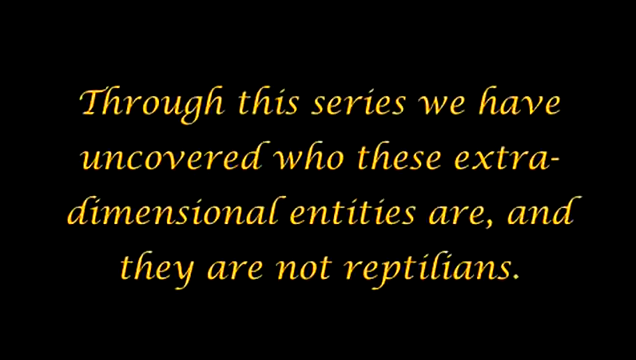 Through this series we have
uncovered who these extra-
dimensional entities are, and
they are not reptilians.